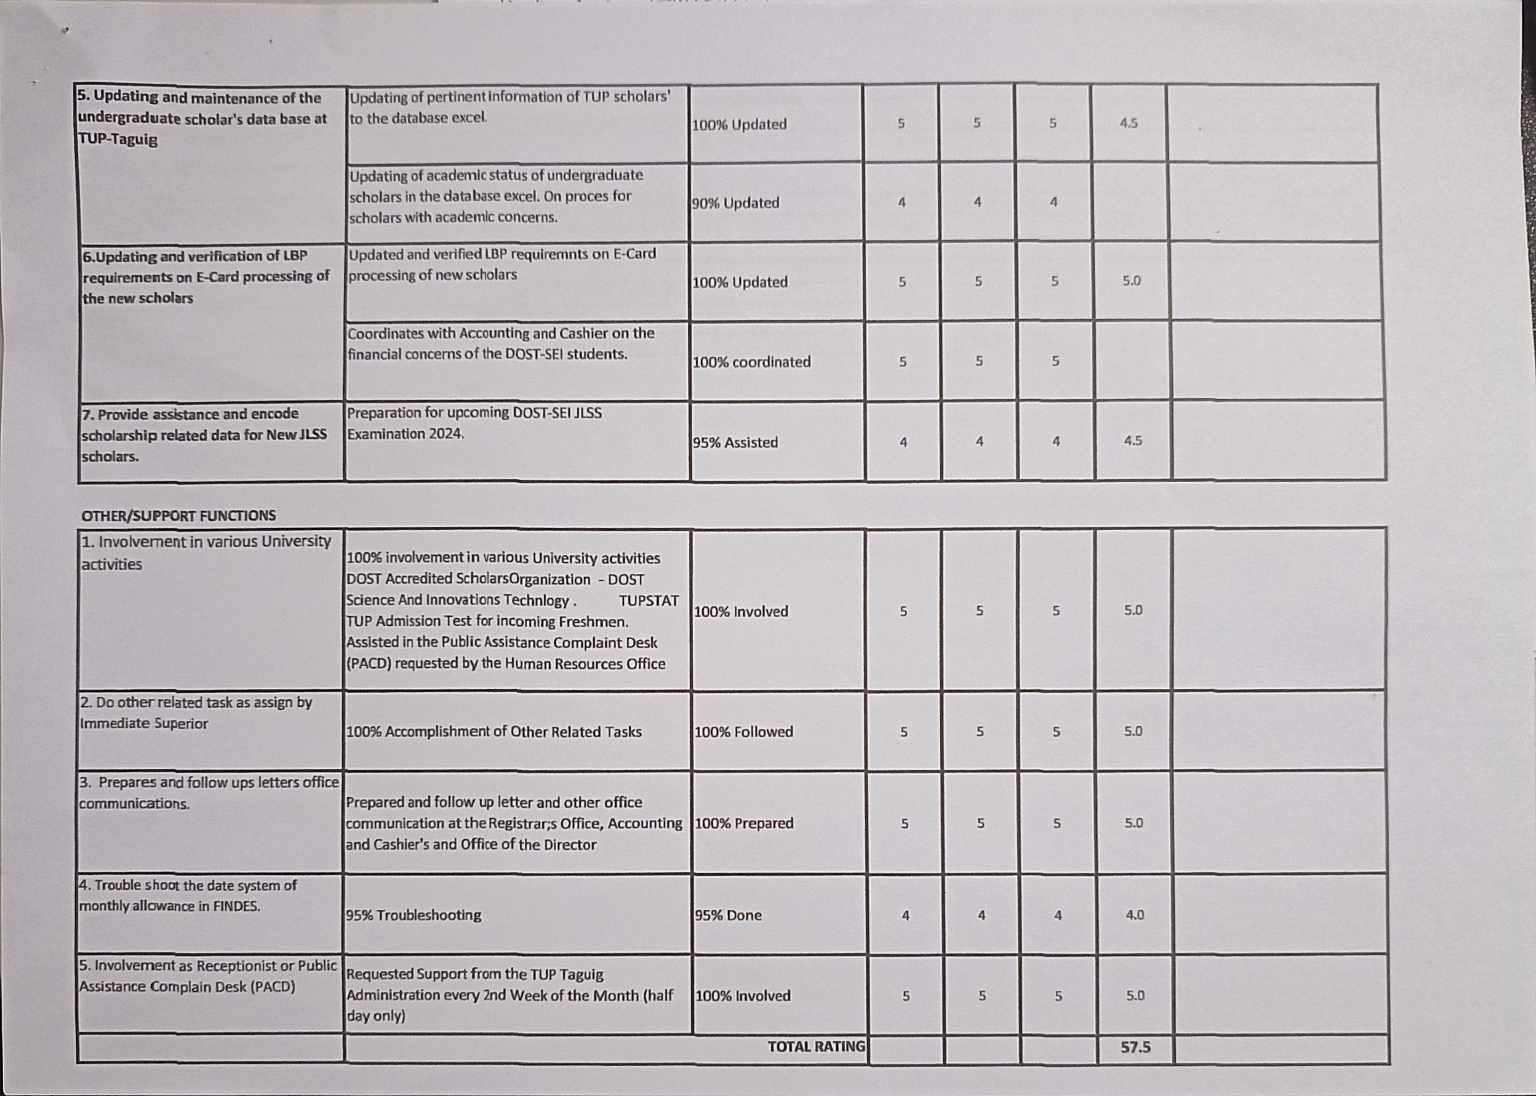 5. Updating and maintenance of the
undergraduate scholar's data base at
TUP-Taguig
Updating of pertinent information of TUP scholars'
to the database excel.
100% Updated
5
5
5
4.5
Updating of academic status of undergraduate
scholars in the database excel. On proces for
scholars with academic concerns.
90% Updated
4
4
4
6.Updating and verification of LBP
requirements on E-Card processing of
the new scholars
Updated and verified LBP requiremnts on E-Card
processing of new scholars
100% Updated
5
5
5
5.0
Coordinates with Accounting and Cashier on the
financial concerns of the DOST-SEI students.
100% coordinated
5
5
5
7. Provide assistance and encode
scholarship related data for New JLSS
scholars.
Preparation for upcoming DOST-SEI JLSS
Examination 2024.
95% Assisted
4
4
4
4.5
OTHER/SUPPORT FUNCTIONS
1. Involvement in various University
activities
100% involvement in various University activities
DOST Accredited ScholarsOrganization - DOST
Science And Innovations Technlogy . TUPSTAT
TUP Admission Test for incoming Freshmen.
Assisted in the Public Assistance Complaint Desk
(PACD) requested by the Human Resources Office
100% Involved
5
5
5
5.0
2. Do other related task as assign by
Immediate Superior
100% Accomplishment of Other Related Tasks
100% Followed
5
5
5
5.0
3. Prepares and follow ups letters office
communications.
Prepared and follow up letter and other office
communication at the Registrar;s Office, Accounting
and Cashier's and Office of the Director
100% Prepared
5
5
5
5.0
4. Trouble shoot the date system of
monthly allowance in FINDES.
95% Troubleshooting
95% Done
4
4
4
4.0
5. Involvement as Receptionist or Public
Assistance Complain Desk (PACD)
Requested Support from the TUP Taguig
Administration every 2nd Week of the Month (half
day only)
100% Involved
5
5
5
5.0
TOTAL RATING
57.5